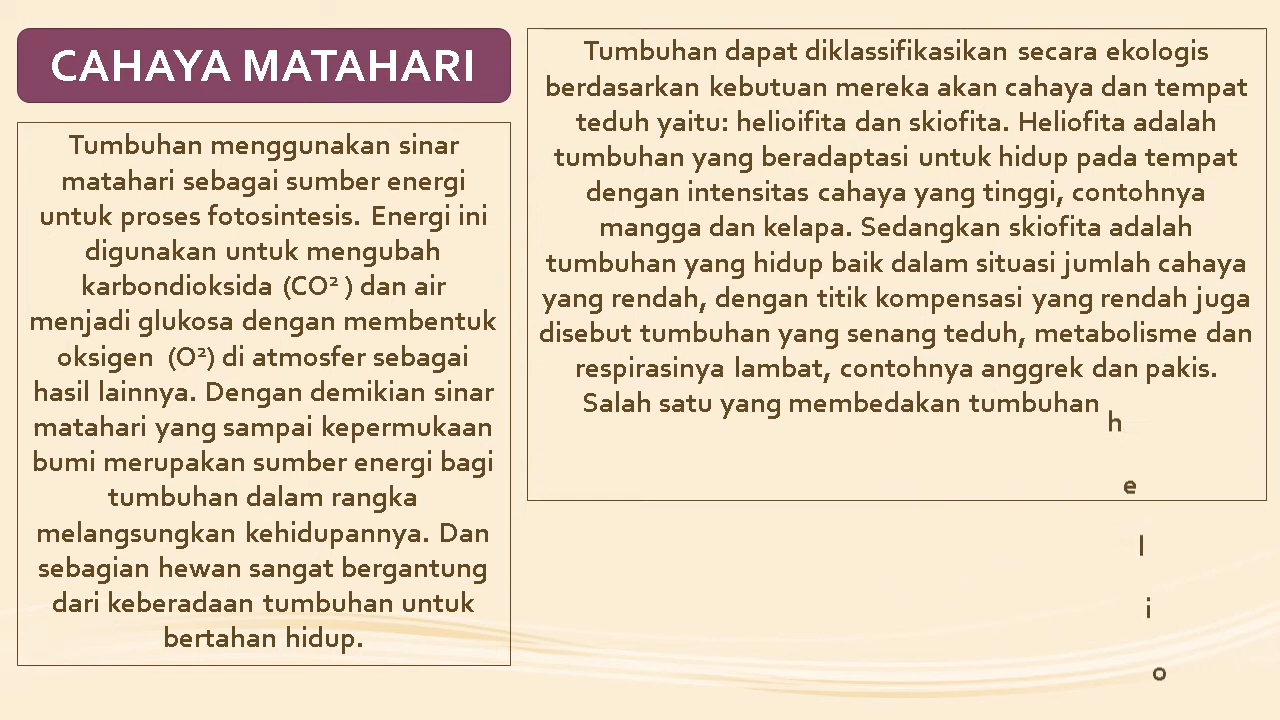 CAHAYA MATAHARI
Tumbuhan menggunakan sinar
matahari sebagai sumber energi
untuk proses fotosintesis. Energi ini
digunakan untuk mengubah
karbondioksida (CO² ) dan air
menjadi glukosa dengan membentuk
oksigen (O²) di atmosfer sebagai
hasil lainnya. Dengan demikian sinar
matahari yang sampai kepermukaan
bumi merupakan sumber energi bagi
tumbuhan dalam rangka
melangsungkan kehidupannya. Dan
sebagian hewan sangat bergantung
dari keberadaan tumbuhan untuk
bertahan hidup.
Tumbuhan dapat diklassifikasikan secara ekologis
berdasarkan kebutuan mereka akan cahaya dan tempat
teduh yaitu: helioifita dan skiofita. Heliofita adalah
tumbuhan yang beradaptasi untuk hidup pada tempat
dengan intensitas cahaya yang tinggi, contohnya
mangga dan kelapa. Sedangkan skiofita adalah
tumbuhan yang hidup baik dalam situasi jumlah cahaya
yang rendah, dengan titik kompensasi yang rendah juga
disebut tumbuhan yang senang teduh, metabolisme dan
respirasinya lambat, contohnya anggrek dan pakis.
Salah satu yang membedakan tumbuhan
h
e
l
i
o